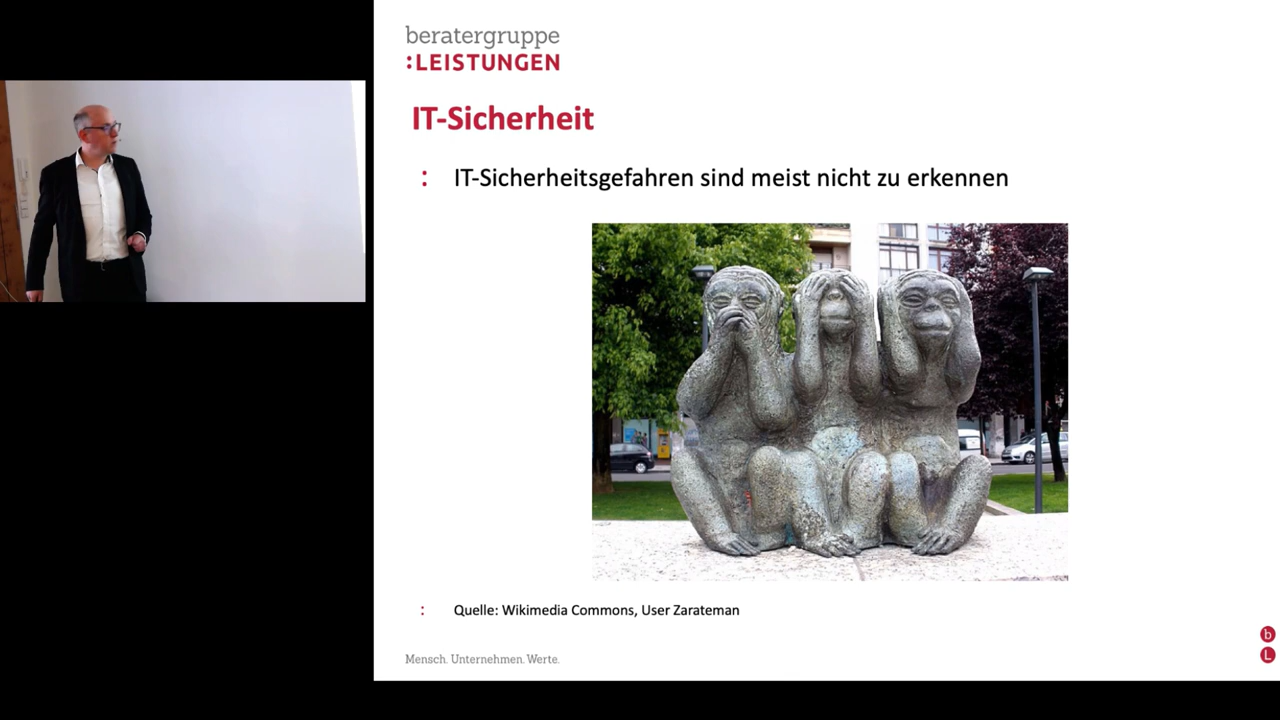 beratergruppe
:LEISTUNGEN
IT-Sicherheit
: IT-Sicherheitsgefahren sind meist nicht zu erkennen
: Quelle: Wikimedia Commons, User Zarateman
Mensch. Unternehmen. Werte.
b
L